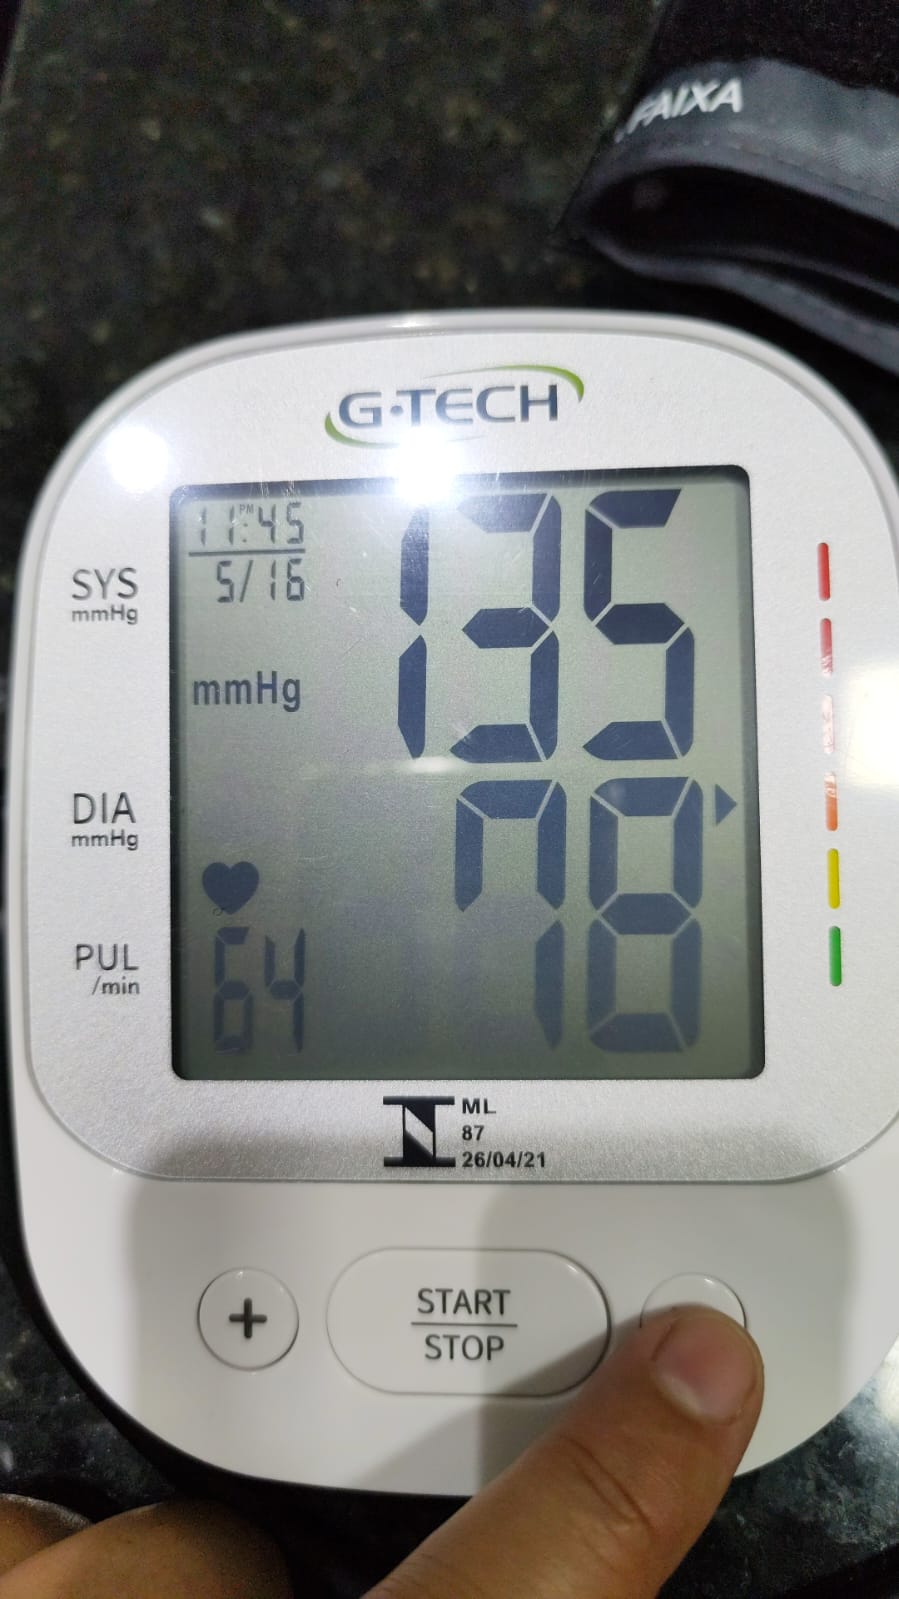 FAIXA
G·TECH
11:45 PM
5/16
SYS
mmHg
135
mmHg
DIA
mmHg
78
PUL
/min
64
ML
87
26/04/21
+
START
STOP